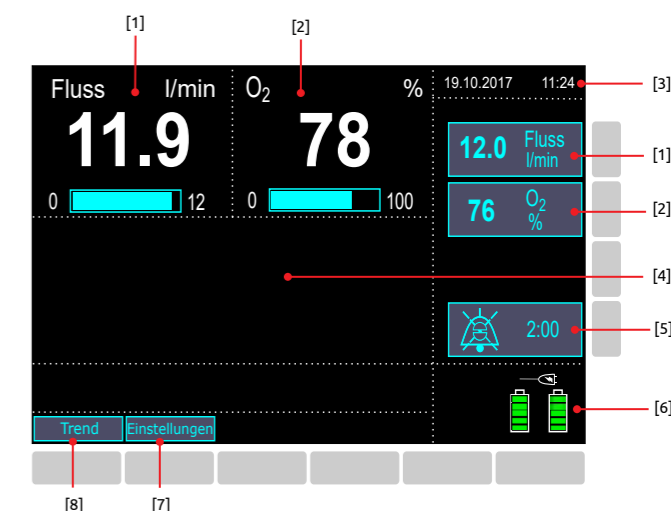 [1] [2]
Fluss l/min O₂ % 19.10.2017 11:24 [3]
11.9 78
12.0 Fluss l/min [1]
0 12 0 100
76 O₂ % [2]
[4]
2:00 [5]
[6]
Trend Einstellungen
[8] [7]